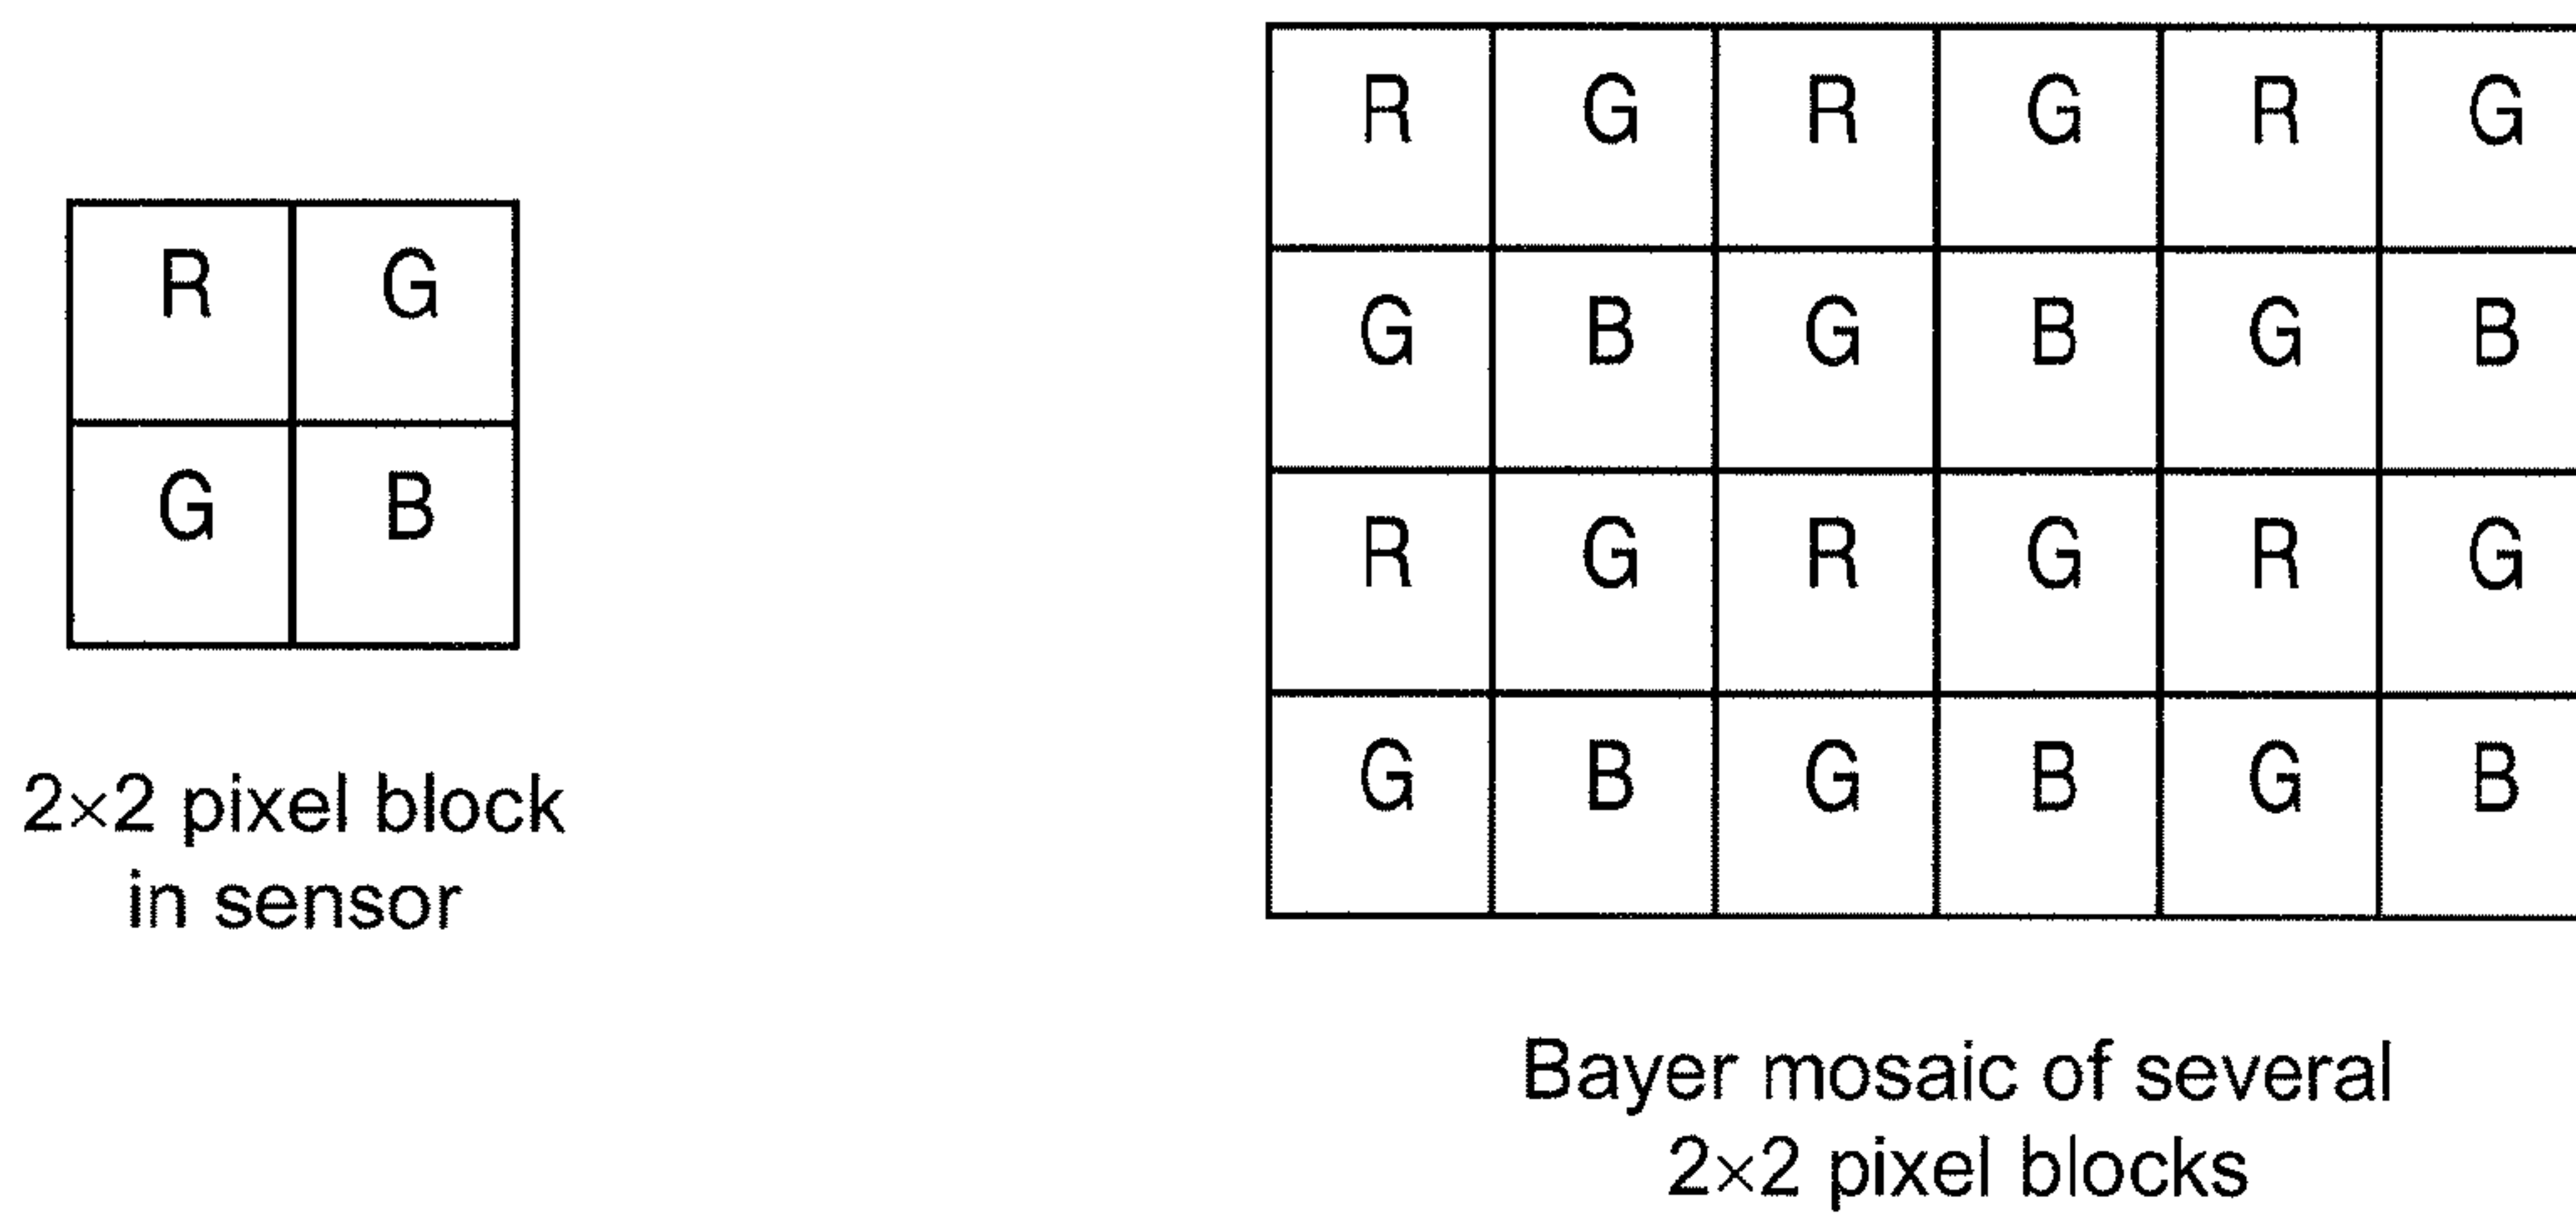 R G
G B
2×2 pixel block
in sensor
R G R G R G
G B G B G B
R G R G R G
G B G B G B
Bayer mosaic of several
2×2 pixel blocks